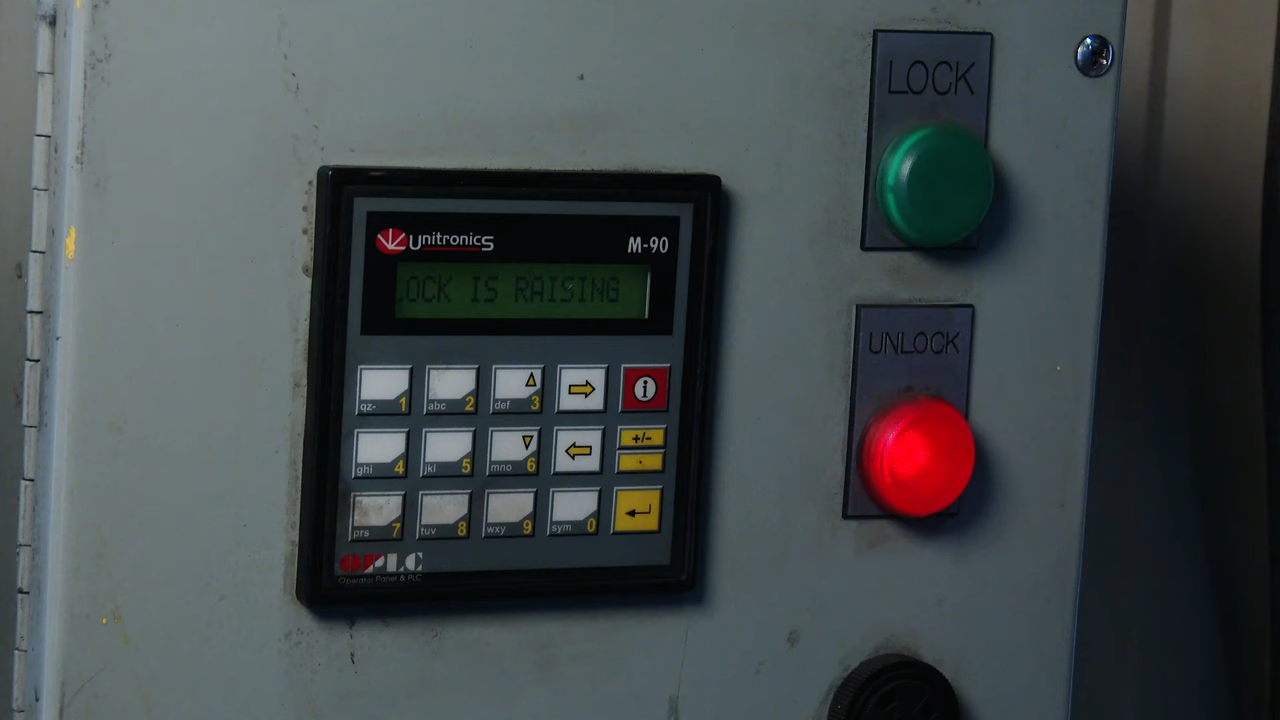 LOCK
UNITRONICS
M-90
LOCK IS RAISING
UNLOCK
qz- 1
abc 2
def 3
i
ghi 4
jkl 5
mno 6
+/-
.
prs 7
tuv 8
wxy 9
sym 0
OPLC
Operator Panel & PLC